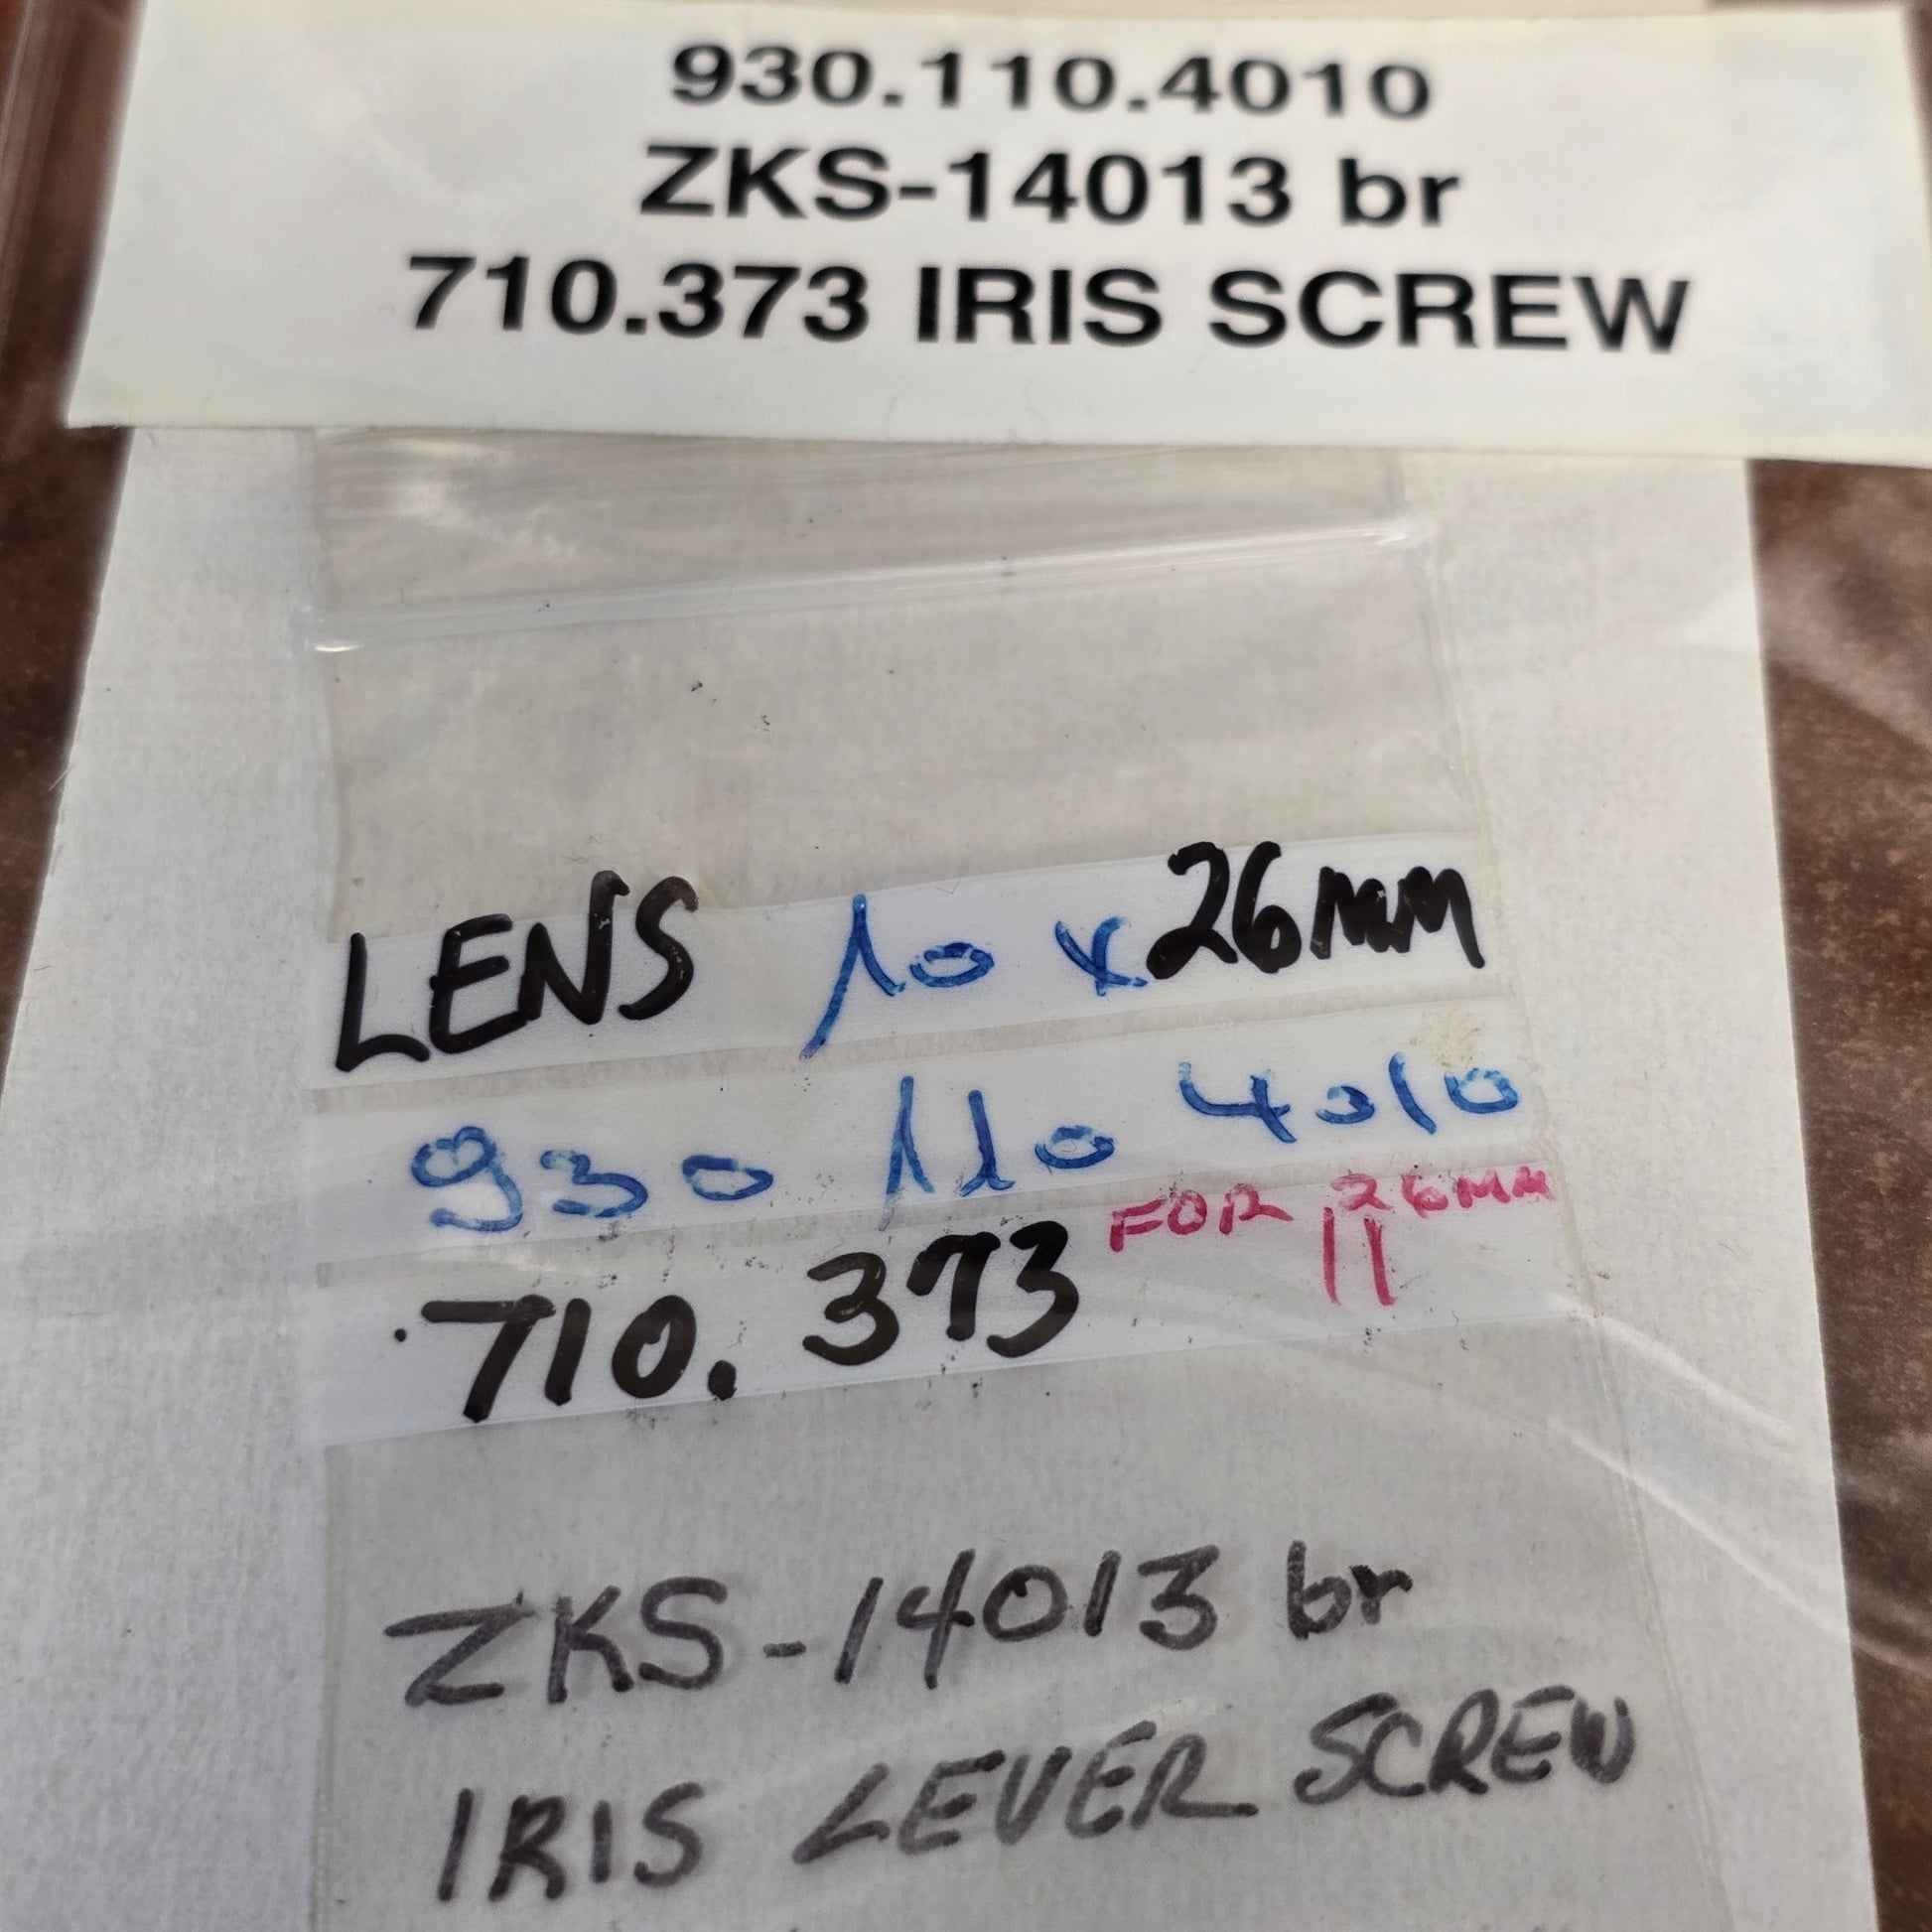 930.110.4010
ZKS-14013 br
710.373 IRIS SCREW
LENS 10 x 26mm
930 110 4010
FOR 26MM
710.373 11
ZKS-14013 br
IRIS LEVER SCREW